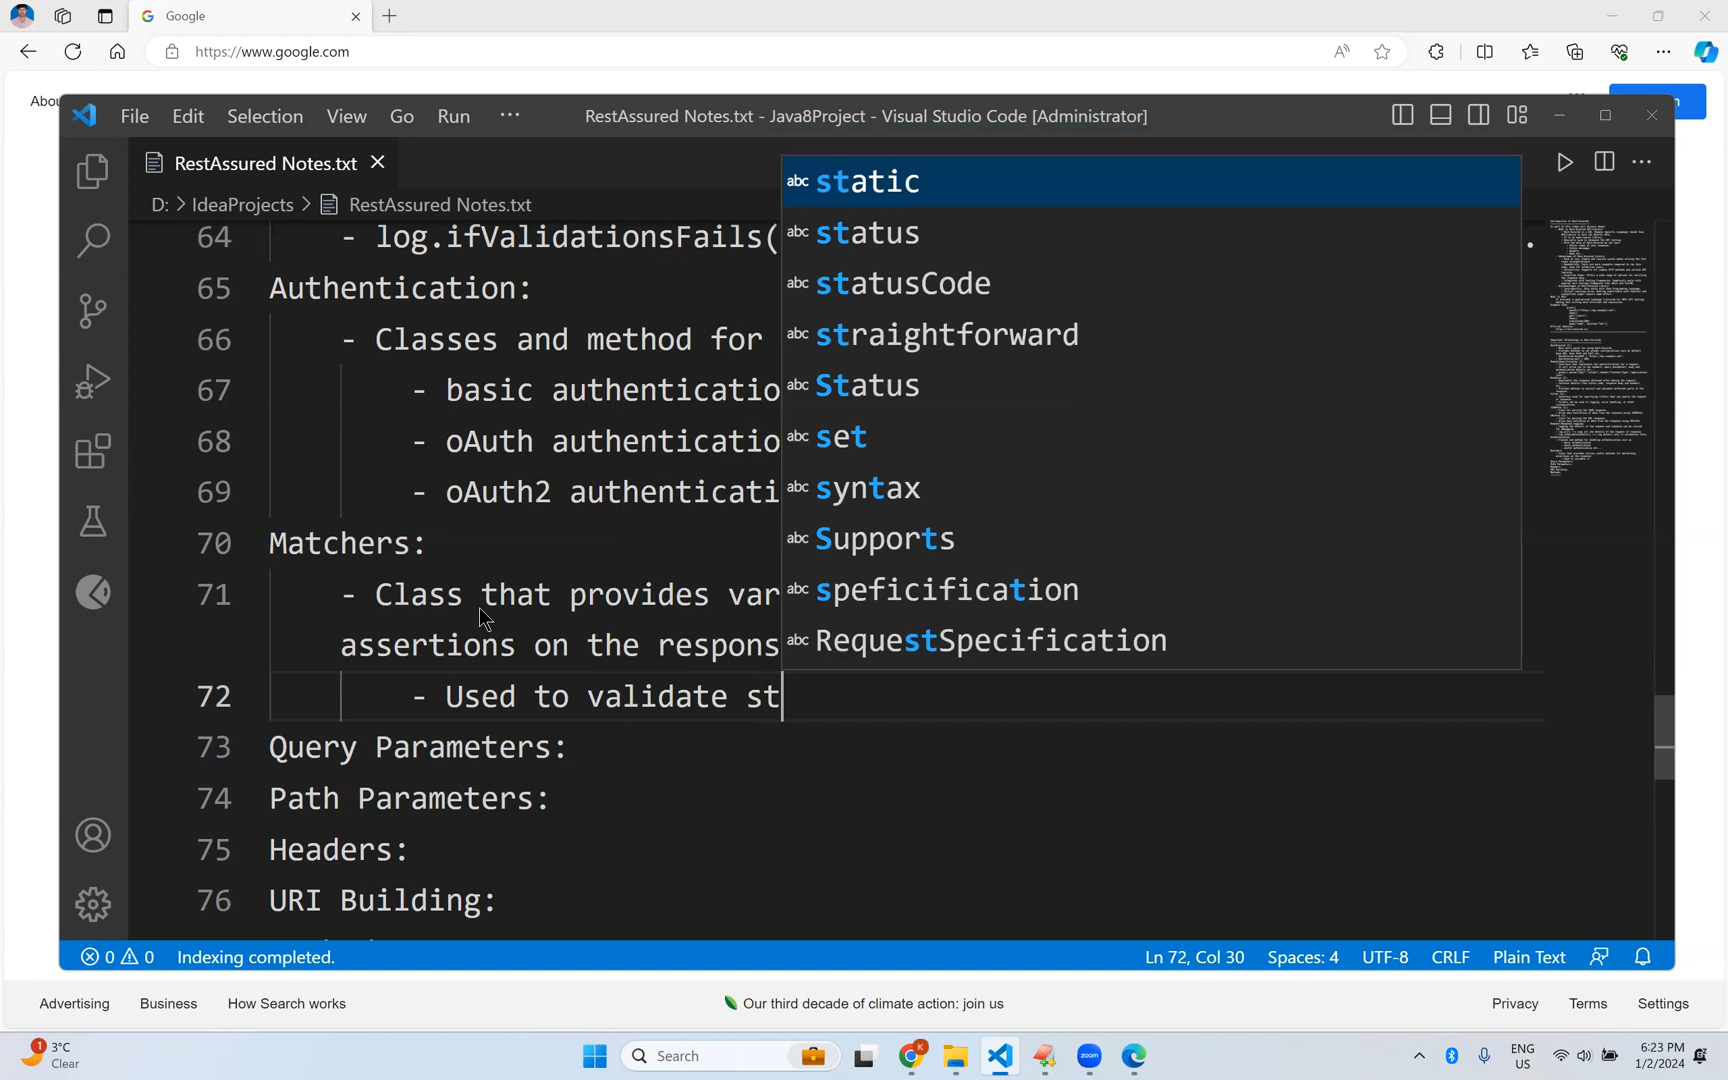 Google
https://www.google.com
Abou
File Edit Selection View Go Run ··· RestAssured Notes.txt - Java8Project - Visual Studio Code [Administrator]
RestAssured Notes.txt
D: > IdeaProjects > RestAssured Notes.txt
64 - log.ifValidationsFails( .
65 Authentication:
66 - Classes and method for
67 - basic authenticatio
68 - oAuth authenticatio
69 - oAuth2 authenticati
70 Matchers:
71 - Class that provides var
assertions on the respons
72 - Used to validate st
73 Query Parameters:
74 Path Parameters:
75 Headers:
76 URI Building:
abc static
abc status
abc statusCode
abc straightforward
abc Status
abc set
abc syntax
abc Supports
abc speficification
abc RequestSpecification
0 0 Indexing completed. Ln 72, Col 30 Spaces: 4 UTF-8 CRLF Plain Text
Advertising Business How Search works Our third decade of climate action: join us Privacy Terms Settings
1 3°C
Clear
Search
zoom
ENG
US
6:23 PM
1/2/2024